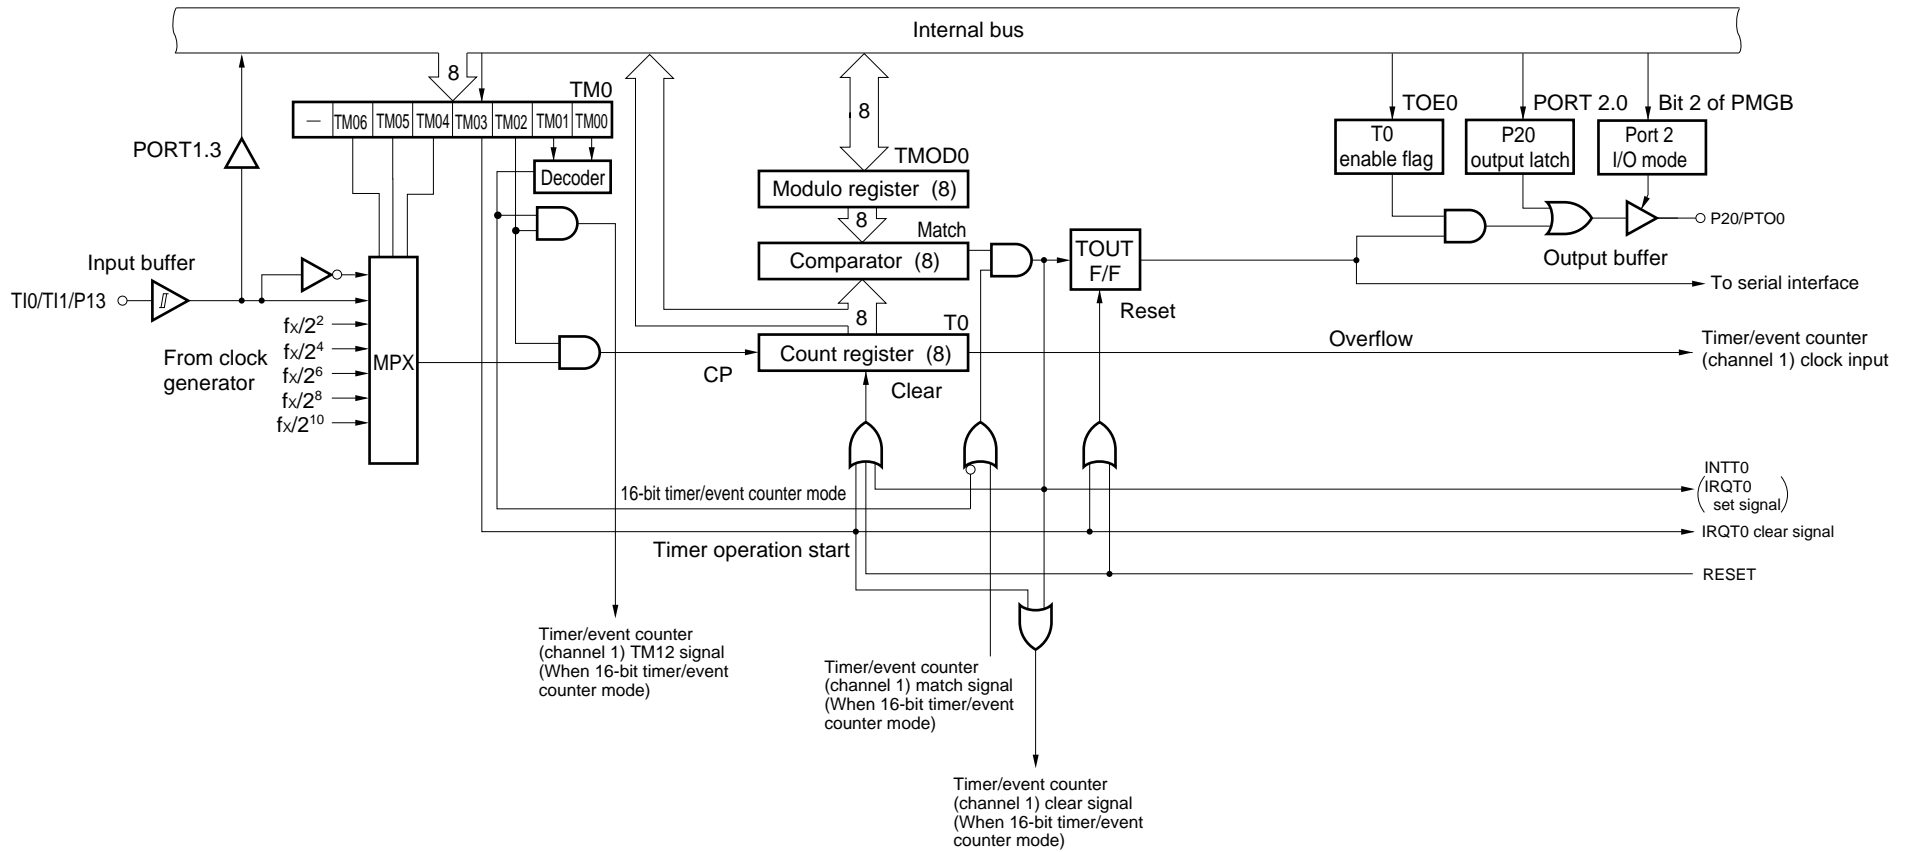 Internal bus
8
TM0
— TM06 TM05 TM04 TM03 TM02 TM01 TM00
PORT1.3
Decoder
8
TMOD0
Modulo register (8)
8
Match
Comparator (8)
8
T0
Count register (8)
Clear
CP
TOE0
T0
enable flag
PORT 2.0
P20
output latch
Bit 2 of PMGB
Port 2
I/O mode
P20/PTO0
Output buffer
TOUT
F/F
Reset
To serial interface
Overflow
Timer/event counter
(channel 1) clock input
Input buffer
TI0/TI1/P13
From clock
generator
fX/2²
fX/2⁴
fX/2⁶
fX/2⁸
fX/2¹⁰
MPX
16-bit timer/event counter mode
INTT0
(IRQT0
set signal)
Timer operation start
IRQT0 clear signal
RESET
Timer/event counter
(channel 1) TM12 signal
(When 16-bit timer/event
counter mode)
Timer/event counter
(channel 1) match signal
(When 16-bit timer/event
counter mode)
Timer/event counter
(channel 1) clear signal
(When 16-bit timer/event
counter mode)